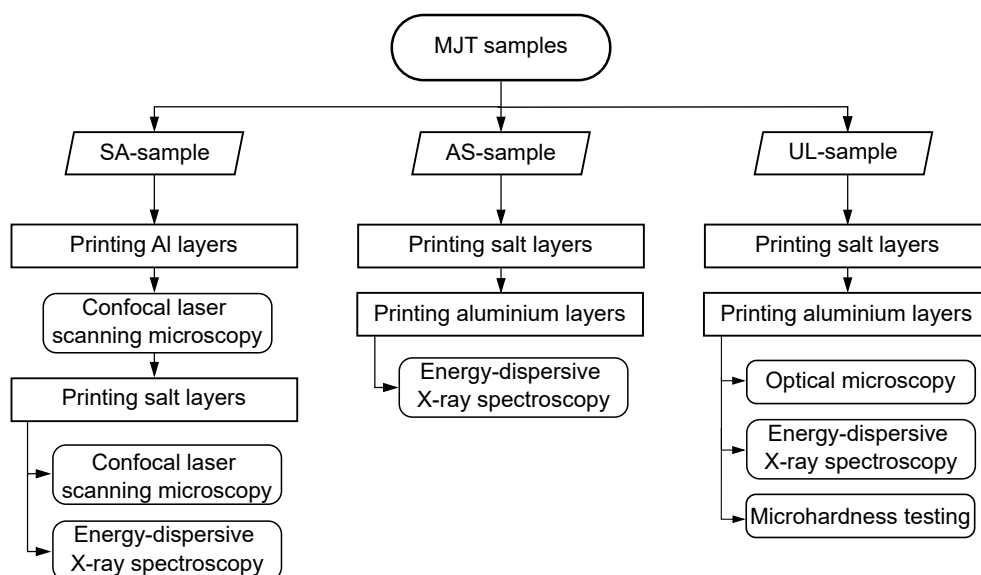 MJT samples
SA-sample
AS-sample
UL-sample
Printing Al layers
Confocal laser
scanning microscopy
Printing salt layers
Confocal laser
scanning microscopy
Energy-dispersive
X-ray spectroscopy
Printing salt layers
Printing aluminium layers
Energy-dispersive
X-ray spectroscopy
Printing salt layers
Printing aluminium layers
Optical microscopy
Energy-dispersive
X-ray spectroscopy
Microhardness testing